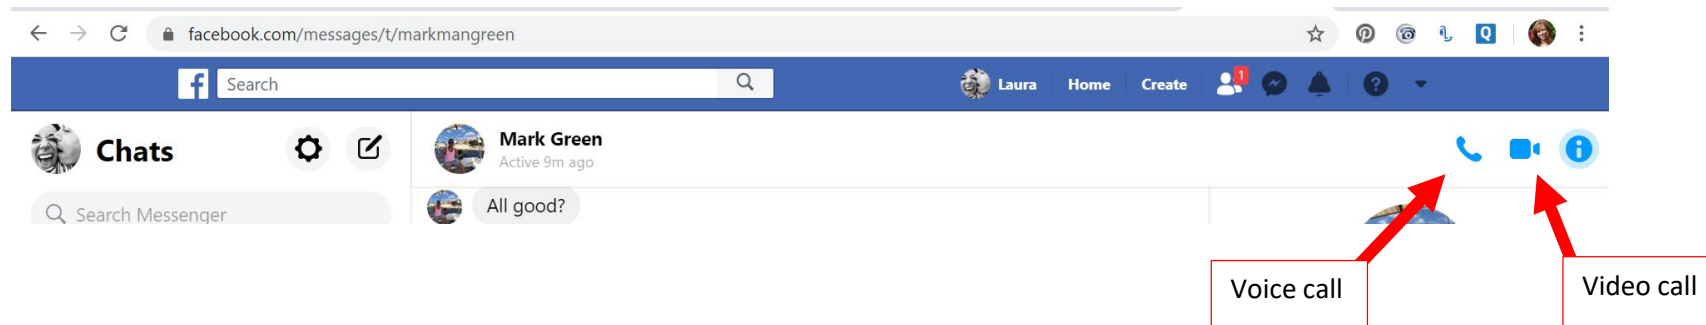 facebook.com/messages/t/markmangreen
Q
f Search Laura Home Create 1 ?
Chats
Mark Green
Active 9m ago
Search Messenger
All good?
Voice call
Video call